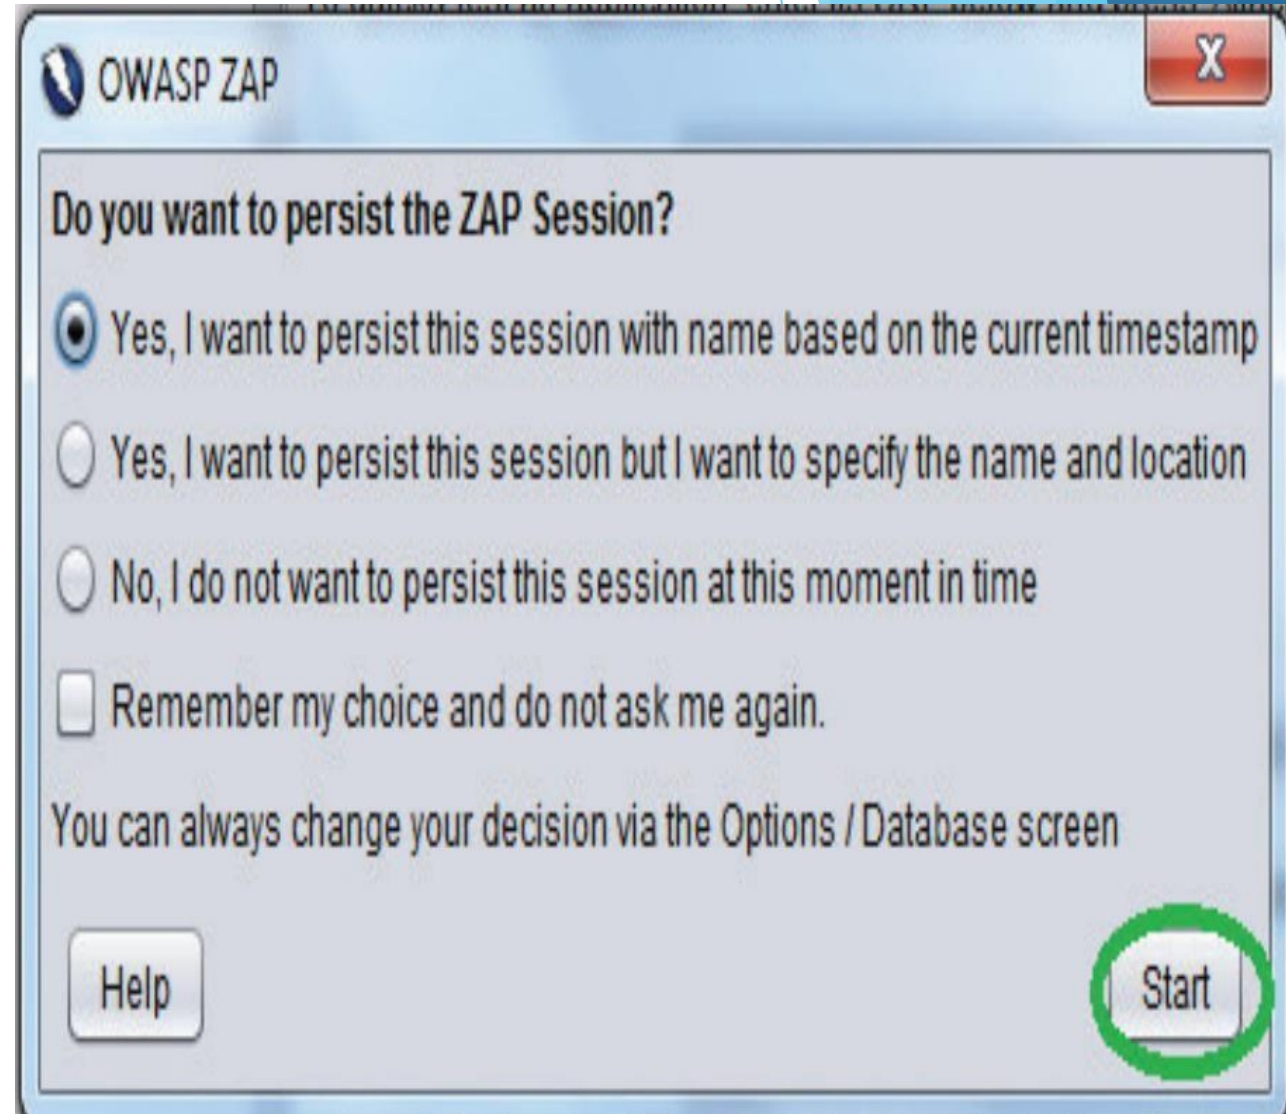 OWASP ZAP
X
Do you want to persist the ZAP Session?
Yes, I want to persist this session with name based on the current timestamp
Yes, I want to persist this session but I want to specify the name and location
No, I do not want to persist this session at this moment in time
Remember my choice and do not ask me again.
You can always change your decision via the Options / Database screen
Help
Start